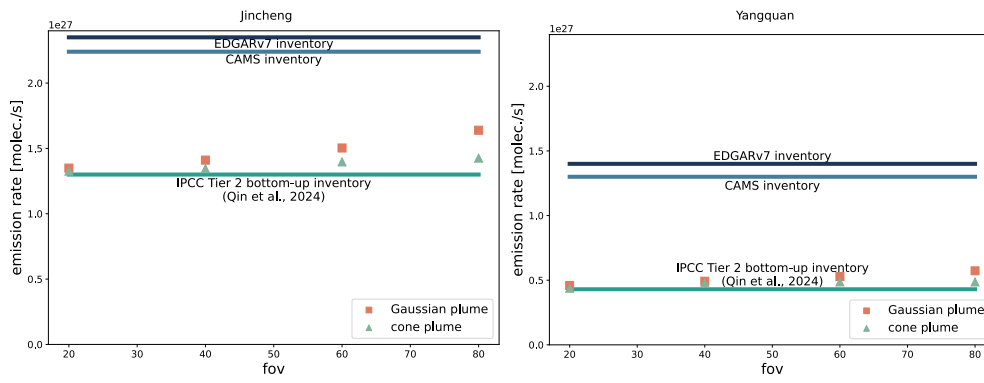 Jincheng
1e27
EDGARv7 inventory
CAMS inventory
2.0
1.5
1.0
0.5
0.0
emission rate [molec./s]
IPCC Tier 2 bottom-up inventory
(Qin et al., 2024)
Gaussian plume
cone plume
20 30 40 50 60 70 80
fov
Yangquan
1e27
2.0
1.5
1.0
0.5
0.0
emission rate [molec./s]
EDGARv7 inventory
CAMS inventory
IPCC Tier 2 bottom-up inventory
(Qin et al., 2024)
Gaussian plume
cone plume
20 30 40 50 60 70 80
fov